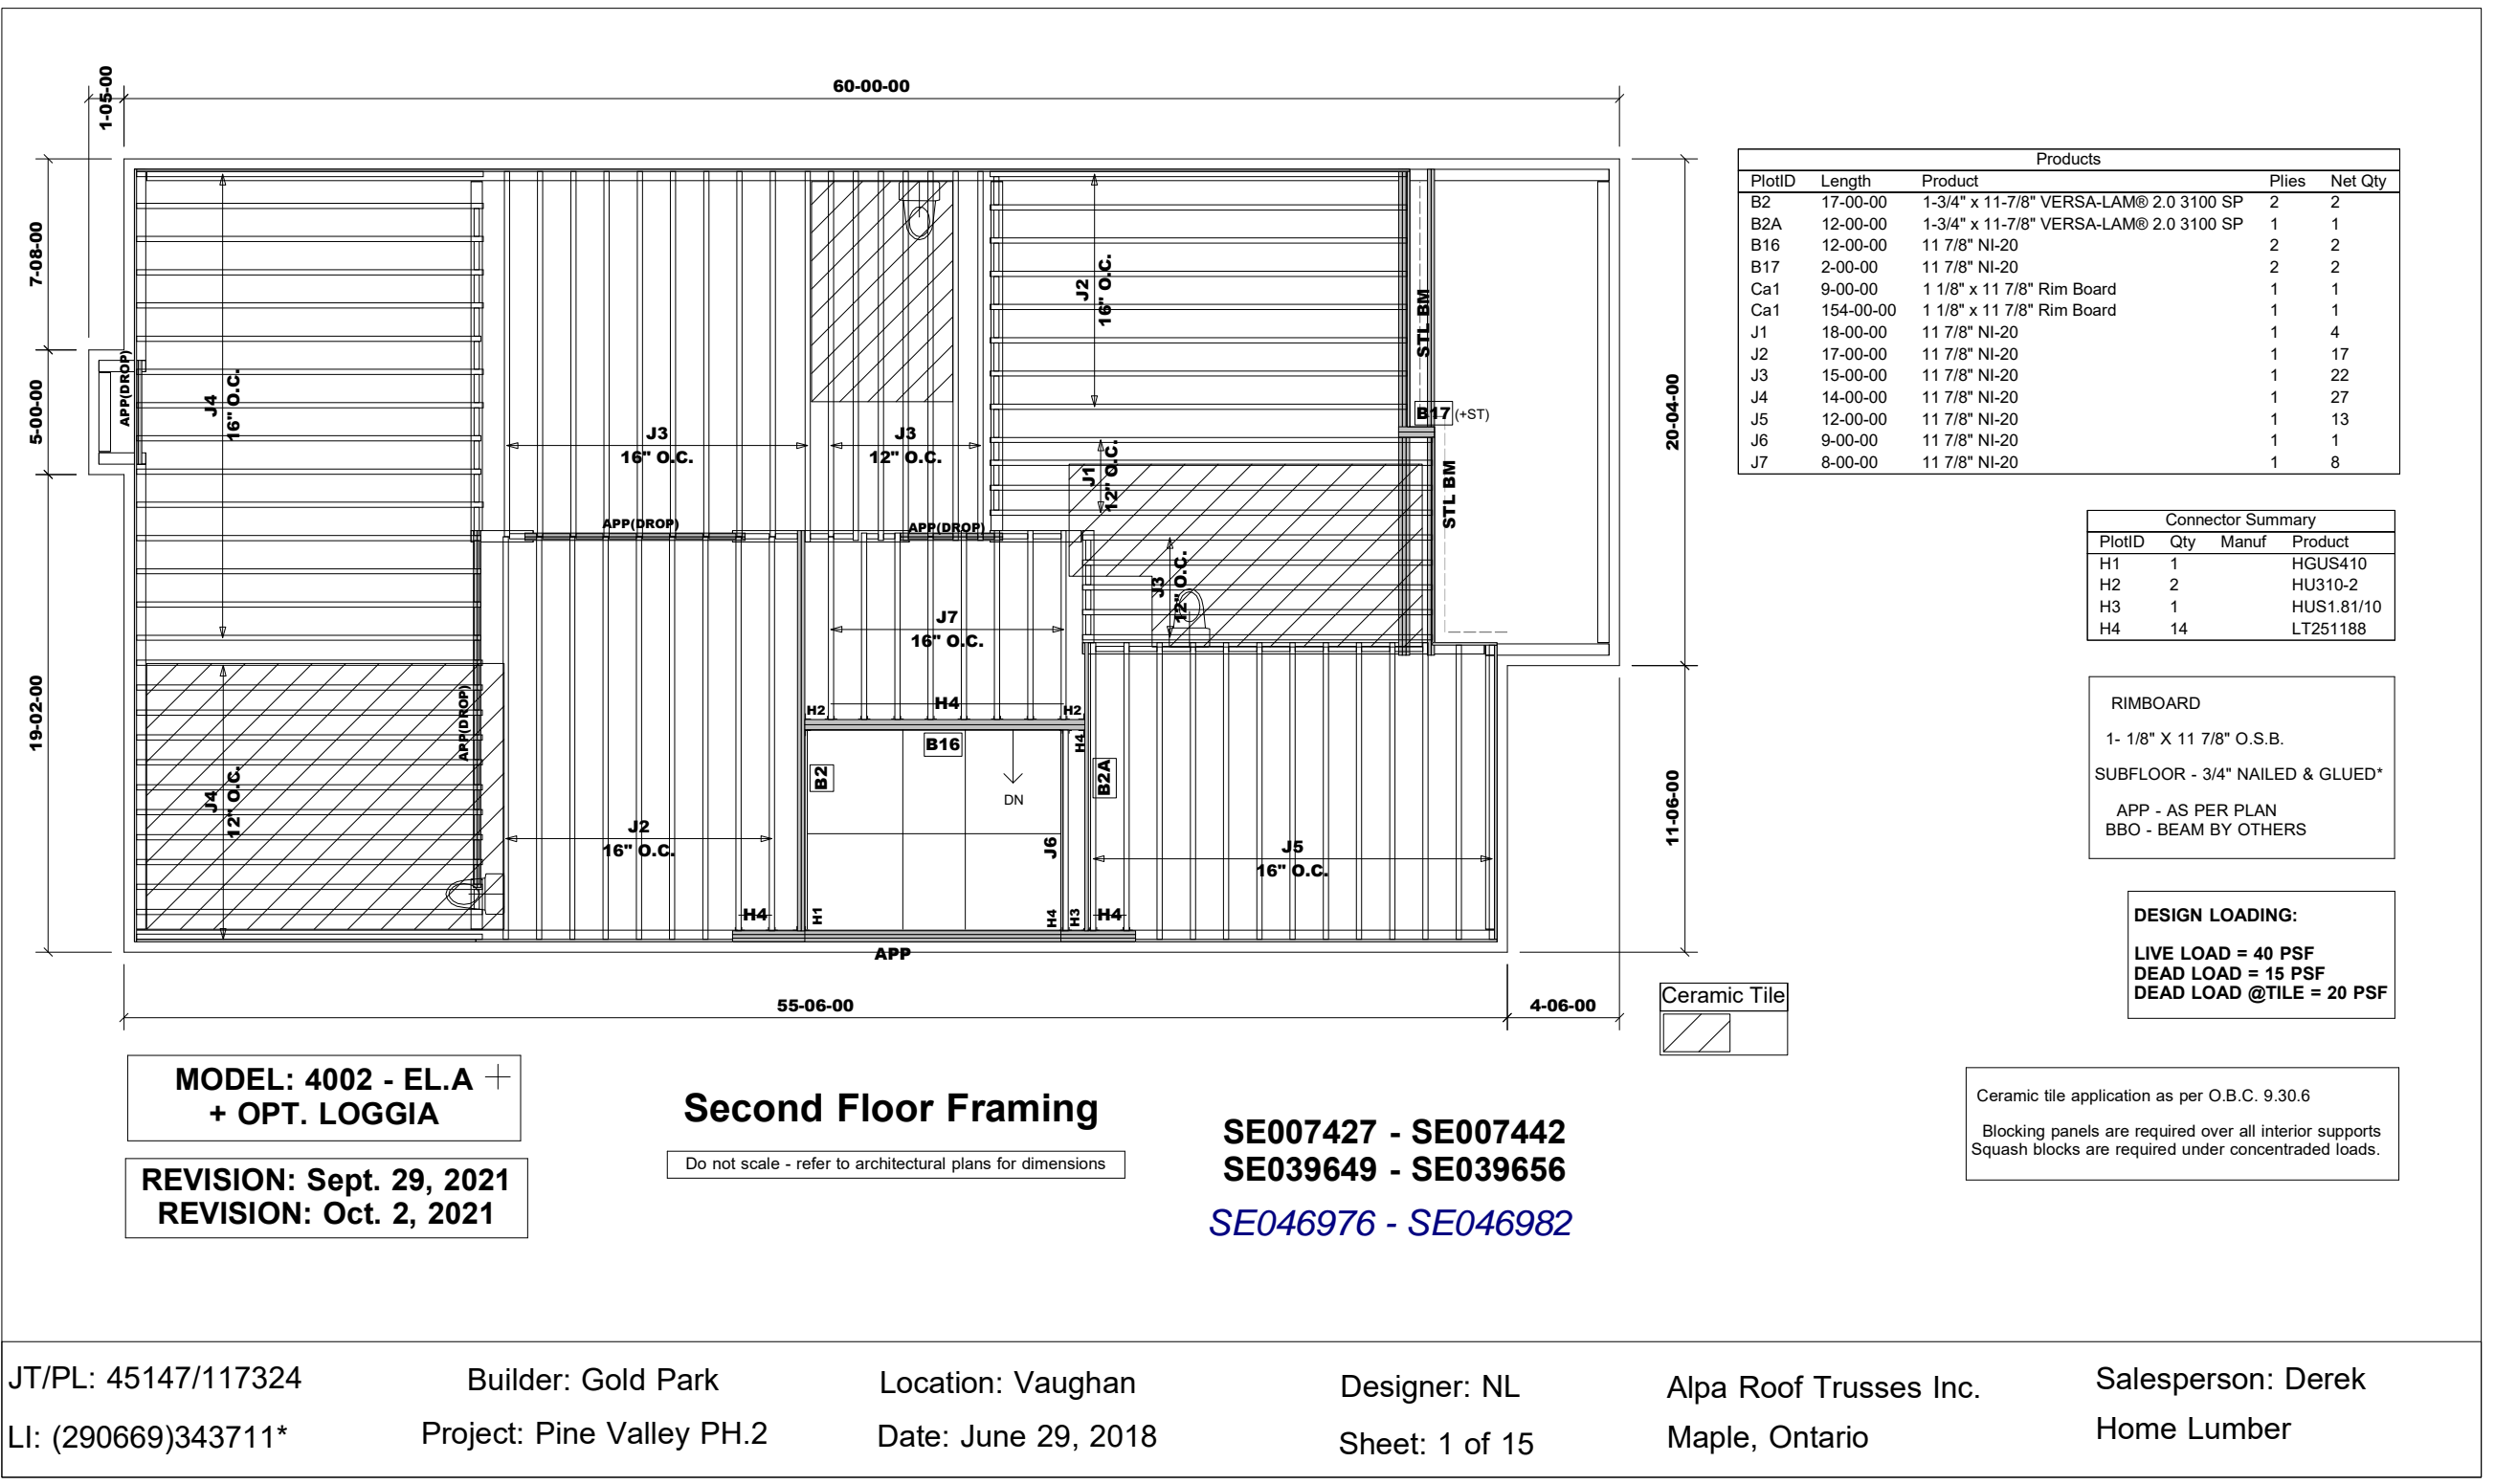 60-00-00
1-05-00
7-08-00
5-00-00
19-02-00
20-04-00
11-06-00
55-06-00
4-06-00
APP(DROP)
J4
16" O.C.
J3
16" O.C.
J3
12" O.C.
J2
16" O.C.
STL BM
B17 (+ST)
J1
12" O.C.
STL BM
APP(DROP)
APP(DROP)
J3
12" O.C.
J7
16" O.C.
APP(DROP)
H2
H4
H2
B16
H4
J4
12" O.C.
B2
DN
B2A
J2
16" O.C.
J6
J5
16" O.C.
H4
H1
H4
H3
H4
APP
Products
PlotID Length Product Plies Net Qty
B2 17-00-00 1-3/4" x 11-7/8" VERSA-LAM® 2.0 3100 SP 2 2
B2A 12-00-00 1-3/4" x 11-7/8" VERSA-LAM® 2.0 3100 SP 1 1
B16 12-00-00 11 7/8" NI-20 2 2
B17 2-00-00 11 7/8" NI-20 2 2
Ca1 9-00-00 1 1/8" x 11 7/8" Rim Board 1 1
Ca1 154-00-00 1 1/8" x 11 7/8" Rim Board 1 1
J1 18-00-00 11 7/8" NI-20 1 4
J2 17-00-00 11 7/8" NI-20 1 17
J3 15-00-00 11 7/8" NI-20 1 22
J4 14-00-00 11 7/8" NI-20 1 27
J5 12-00-00 11 7/8" NI-20 1 13
J6 9-00-00 11 7/8" NI-20 1 1
J7 8-00-00 11 7/8" NI-20 1 8
Connector Summary
PlotID Qty Manuf Product
H1 1 HGUS410
H2 2 HU310-2
H3 1 HUS1.81/10
H4 14 LT251188
RIMBOARD
1- 1/8" X 11 7/8" O.S.B.
SUBFLOOR - 3/4" NAILED & GLUED*
APP - AS PER PLAN
BBO - BEAM BY OTHERS
DESIGN LOADING:
LIVE LOAD = 40 PSF
DEAD LOAD = 15 PSF
DEAD LOAD @TILE = 20 PSF
Ceramic Tile
MODEL: 4002 - EL.A
+ OPT. LOGGIA
REVISION: Sept. 29, 2021
REVISION: Oct. 2, 2021
Second Floor Framing
Do not scale - refer to architectural plans for dimensions
SE007427 - SE007442
SE039649 - SE039656
SE046976 - SE046982
Ceramic tile application as per O.B.C. 9.30.6
Blocking panels are required over all interior supports
Squash blocks are required under concentraded loads.
JT/PL: 45147/117324
LI: (290669)343711*
Builder: Gold Park
Project: Pine Valley PH.2
Location: Vaughan
Date: June 29, 2018
Designer: NL
Sheet: 1 of 15
Alpa Roof Trusses Inc.
Maple, Ontario
Salesperson: Derek
Home Lumber